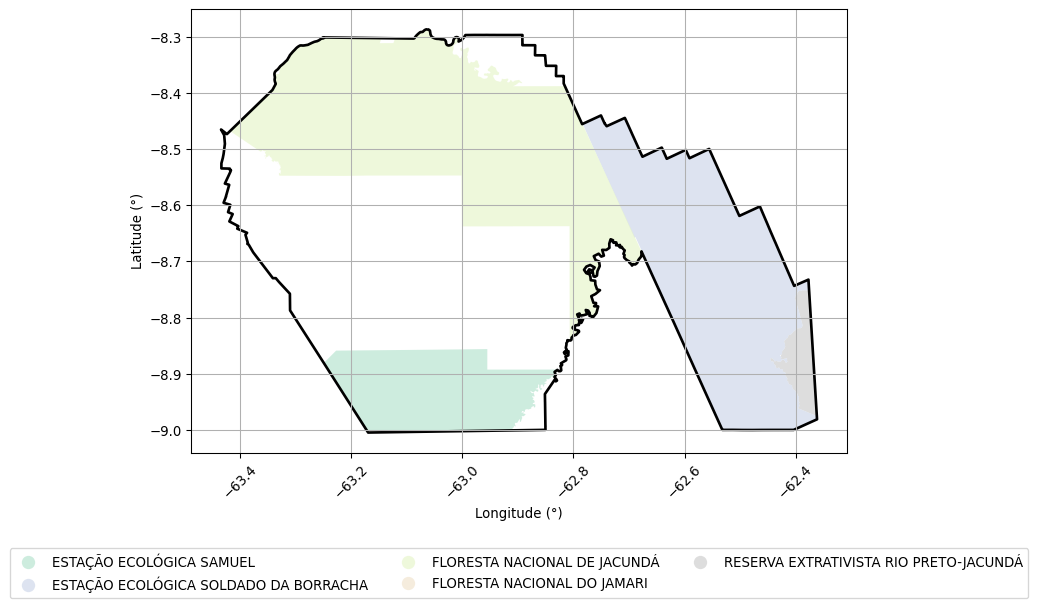 −8.3
−8.4
−8.5
−8.6
−8.7
−8.8
−8.9
−9.0
Latitude (°)
−63.4
−63.2
−63.0
−62.8
−62.6
−62.4
Longitude (°)
ESTAÇÃO ECOLÓGICA SAMUEL
ESTAÇÃO ECOLÓGICA SOLDADO DA BORRACHA
FLORESTA NACIONAL DE JACUNDÁ
FLORESTA NACIONAL DO JAMARI
RESERVA EXTRATIVISTA RIO PRETO-JACUNDÁ